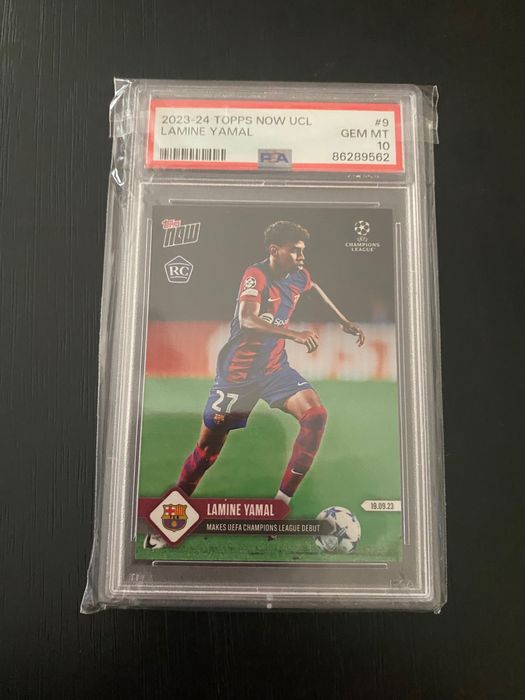 2023-24 TOPPS NOW UCL #9
LAMINE YAMAL GEM MT
10
PSA 86289562
Topps
NOW
RC
CHAMPIONS
LEAGUE
27
LAMINE YAMAL
MAKES UEFA CHAMPIONS LEAGUE DEBUT
19.09.23